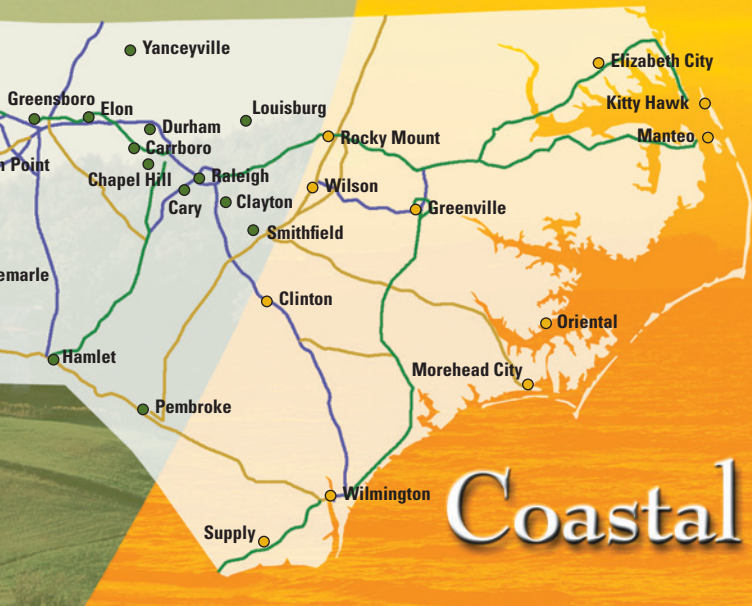 Yanceyville
Elizabeth City
Greensboro
Elon
Louisburg
Kitty Hawk
Durham
Rocky Mount
Manteo
Carrboro
Point
Chapel Hill
Raleigh
Wilson
Cary
Clayton
Greenville
Smithfield
emarle
Clinton
Oriental
Hamlet
Morehead City
Pembroke
Wilmington
Coastal
Supply